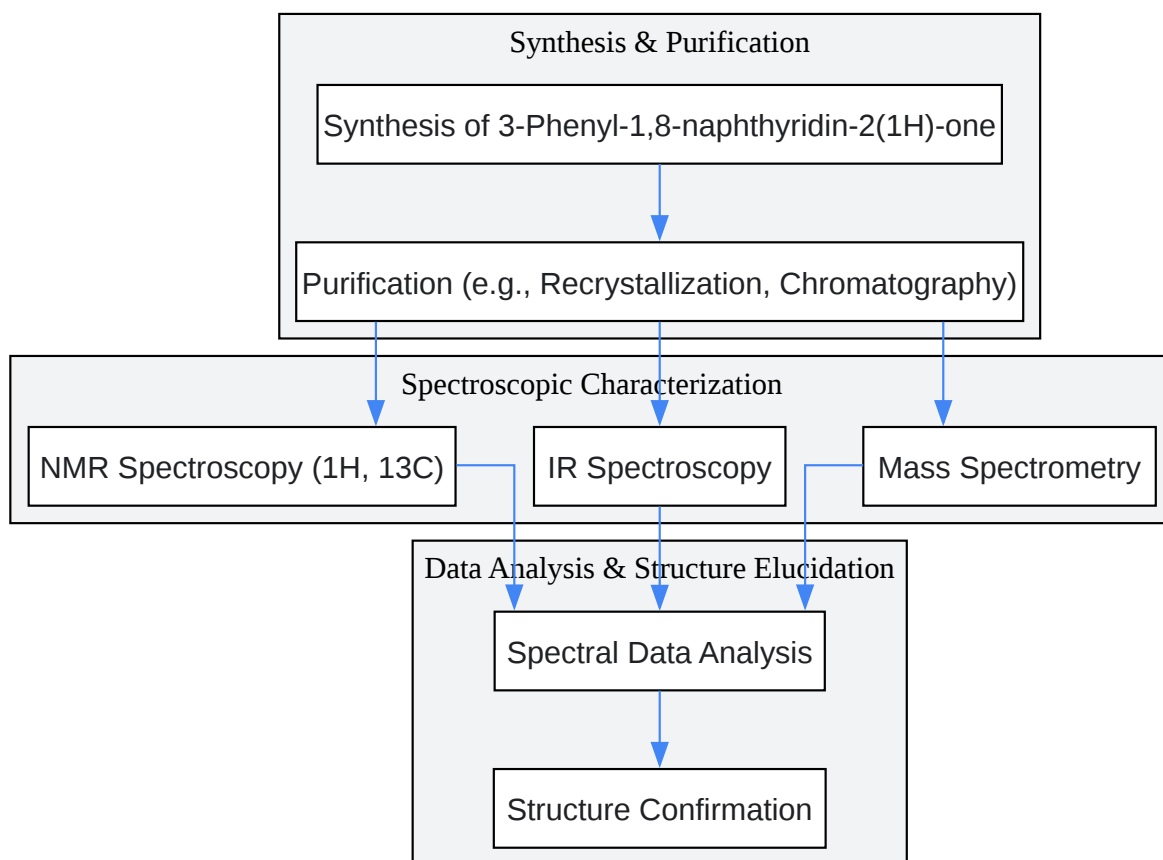 Synthesis & Purification
Synthesis of 3-Phenyl-1,8-naphthyridin-2(1H)-one
Purification (e.g., Recrystallization, Chromatography)
Spectroscopic Characterization
NMR Spectroscopy (1H, 13C)
IR Spectroscopy
Mass Spectrometry
Data Analysis & Structure Elucidation
Spectral Data Analysis
Structure Confirmation